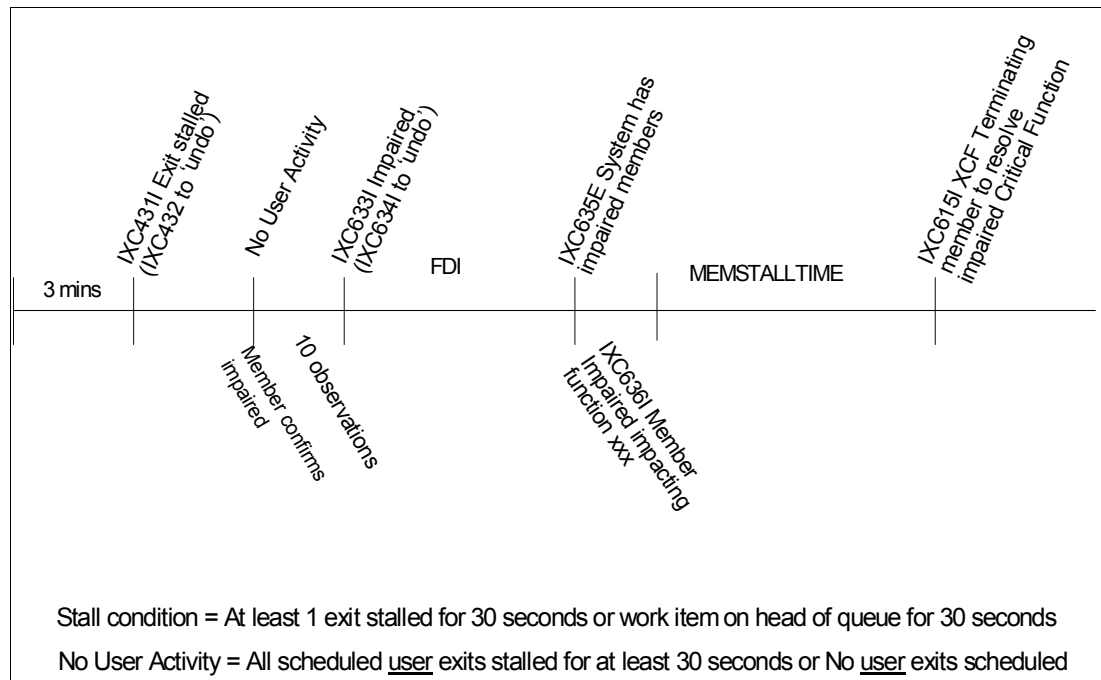 3 mins
IXC431I Exit stalled
(IXC432 to 'undo')
No User Activity
Member confirms
impaired
10 observations
IXC633I Impaired,
(IXC634I to 'undo')
FDI
IXC635E System has
impaired members
IXC636I Member
Impaired impacting
function xxx
MEMSTALLTIME
IXC615I XCF Terminating
member to resolve
impaired Critical Function
Stall condition = At least 1 exit stalled for 30 seconds or work item on head of queue for 30 seconds
No User Activity = All scheduled user exits stalled for at least 30 seconds or No user exits scheduled